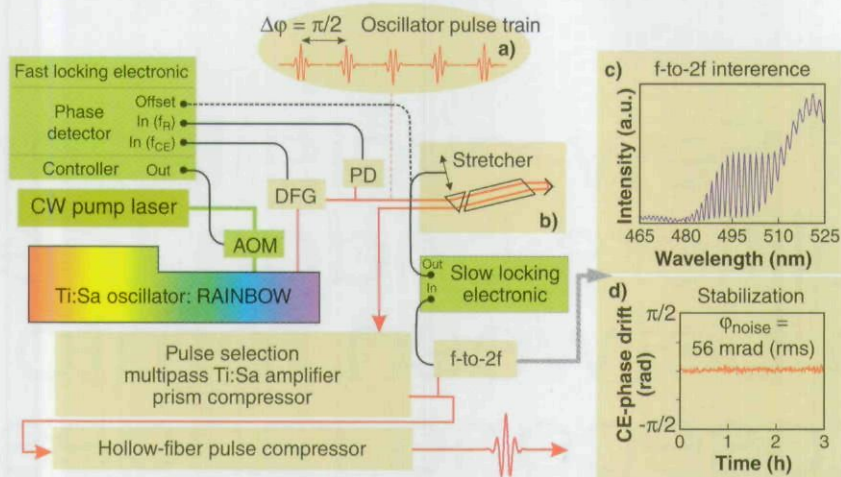 Δφ = π/2 Oscillator pulse train
a)
Fast locking electronic
Offset
Phase
detector
In (fR)
In (fCE)
Controller Out
CW pump laser
AOM
DFG
PD
Stretcher
b)
Ti:Sa oscillator: RAINBOW
Out
In
Slow locking
electronic
Pulse selection
multipass Ti:Sa amplifier
prism compressor
f-to-2f
Hollow-fiber pulse compressor
c) f-to-2f intererence
Intensity (a.u.)
465 480 495 510 525
Wavelength (nm)
d) Stabilization
π/2
φnoise =
56 mrad (rms)
CE-phase drift
(rad)
-π/2
0 1 2 3
Time (h)